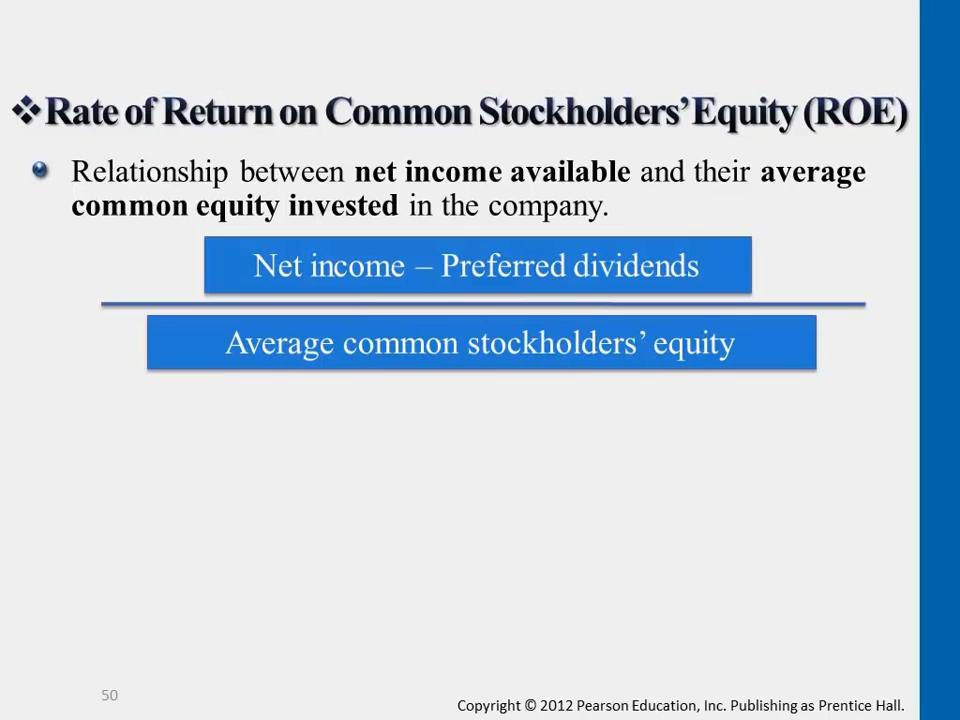 ❖Rate of Return on Common Stockholders' Equity (ROE)
Relationship between net income available and their average
common equity invested in the company.
Net income – Preferred dividends
Average common stockholders' equity
50
Copyright © 2012 Pearson Education, Inc. Publishing as Prentice Hall.